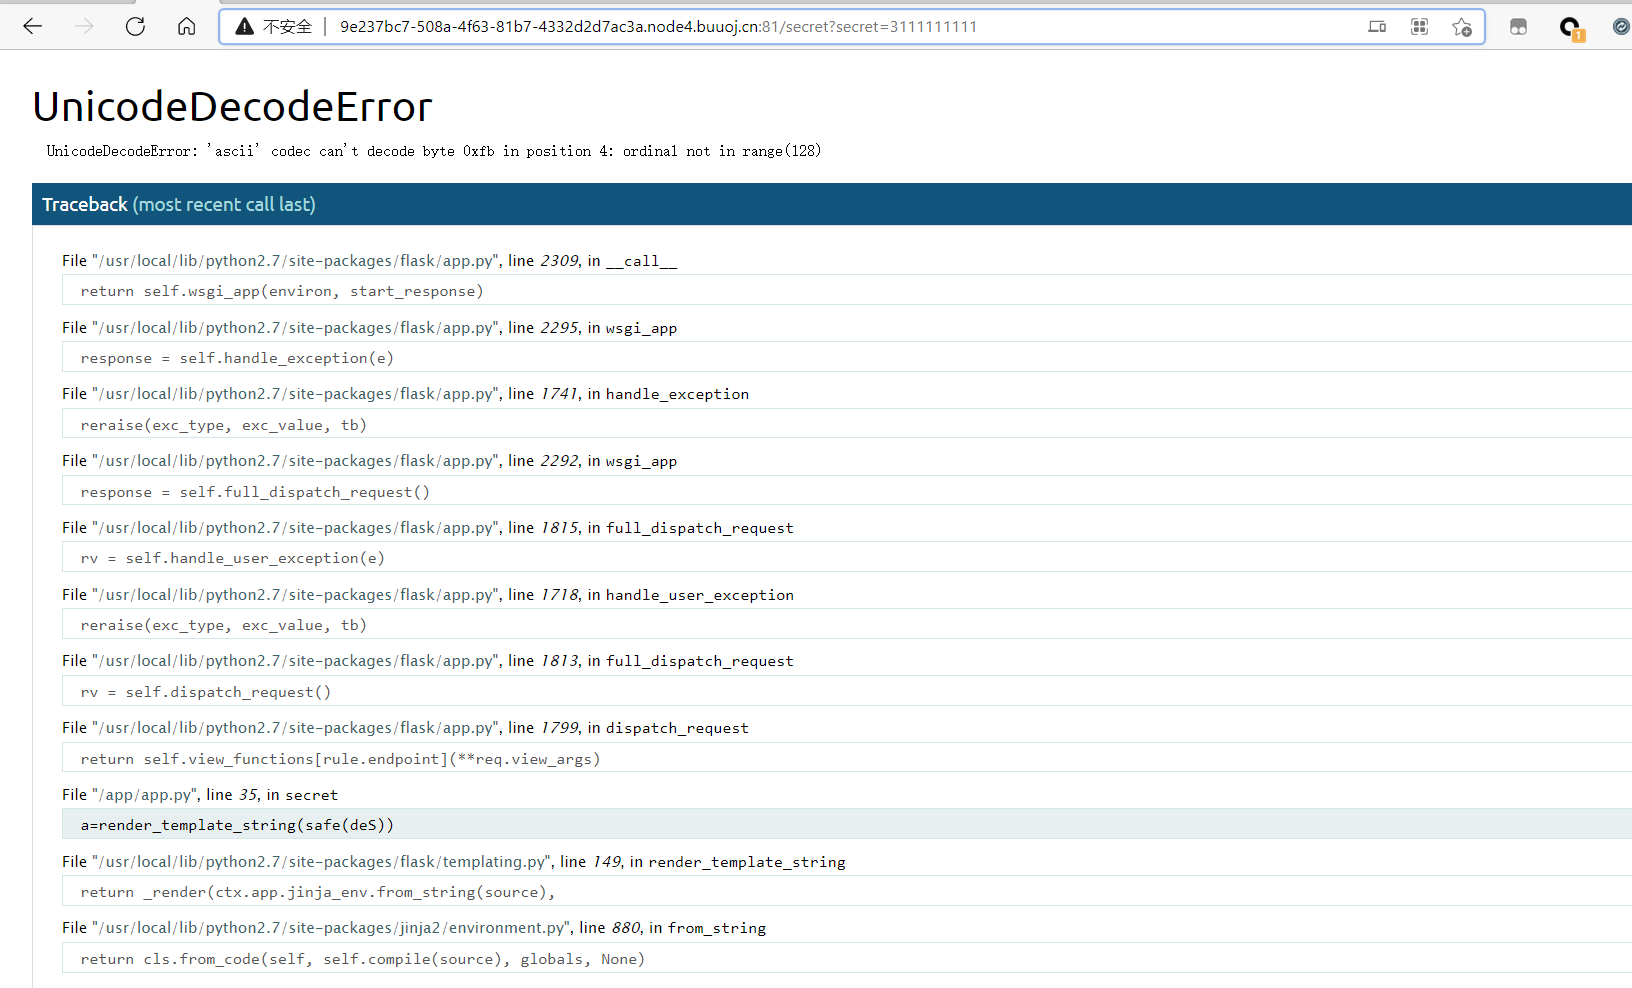 不安全 9e237bc7-508a-4f63-81b7-4332d2d7ac3a.node4.buuoj.cn:81/secret?secret=3111111111
1
UnicodeDecodeError
UnicodeDecodeError: 'ascii' codec can't decode byte 0xfb in position 4: ordinal not in range(128)
Traceback (most recent call last)
File "/usr/local/lib/python2.7/site-packages/flask/app.py", line 2309, in __call__
return self.wsgi_app(environ, start_response)
File "/usr/local/lib/python2.7/site-packages/flask/app.py", line 2295, in wsgi_app
response = self.handle_exception(e)
File "/usr/local/lib/python2.7/site-packages/flask/app.py", line 1741, in handle_exception
reraise(exc_type, exc_value, tb)
File "/usr/local/lib/python2.7/site-packages/flask/app.py", line 2292, in wsgi_app
response = self.full_dispatch_request()
File "/usr/local/lib/python2.7/site-packages/flask/app.py", line 1815, in full_dispatch_request
rv = self.handle_user_exception(e)
File "/usr/local/lib/python2.7/site-packages/flask/app.py", line 1718, in handle_user_exception
reraise(exc_type, exc_value, tb)
File "/usr/local/lib/python2.7/site-packages/flask/app.py", line 1813, in full_dispatch_request
rv = self.dispatch_request()
File "/usr/local/lib/python2.7/site-packages/flask/app.py", line 1799, in dispatch_request
return self.view_functions[rule.endpoint](**req.view_args)
File "/app/app.py", line 35, in secret
a=render_template_string(safe(deS))
File "/usr/local/lib/python2.7/site-packages/flask/templating.py", line 149, in render_template_string
return _render(ctx.app.jinja_env.from_string(source),
File "/usr/local/lib/python2.7/site-packages/jinja2/environment.py", line 880, in from_string
return cls.from_code(self, self.compile(source), globals, None)